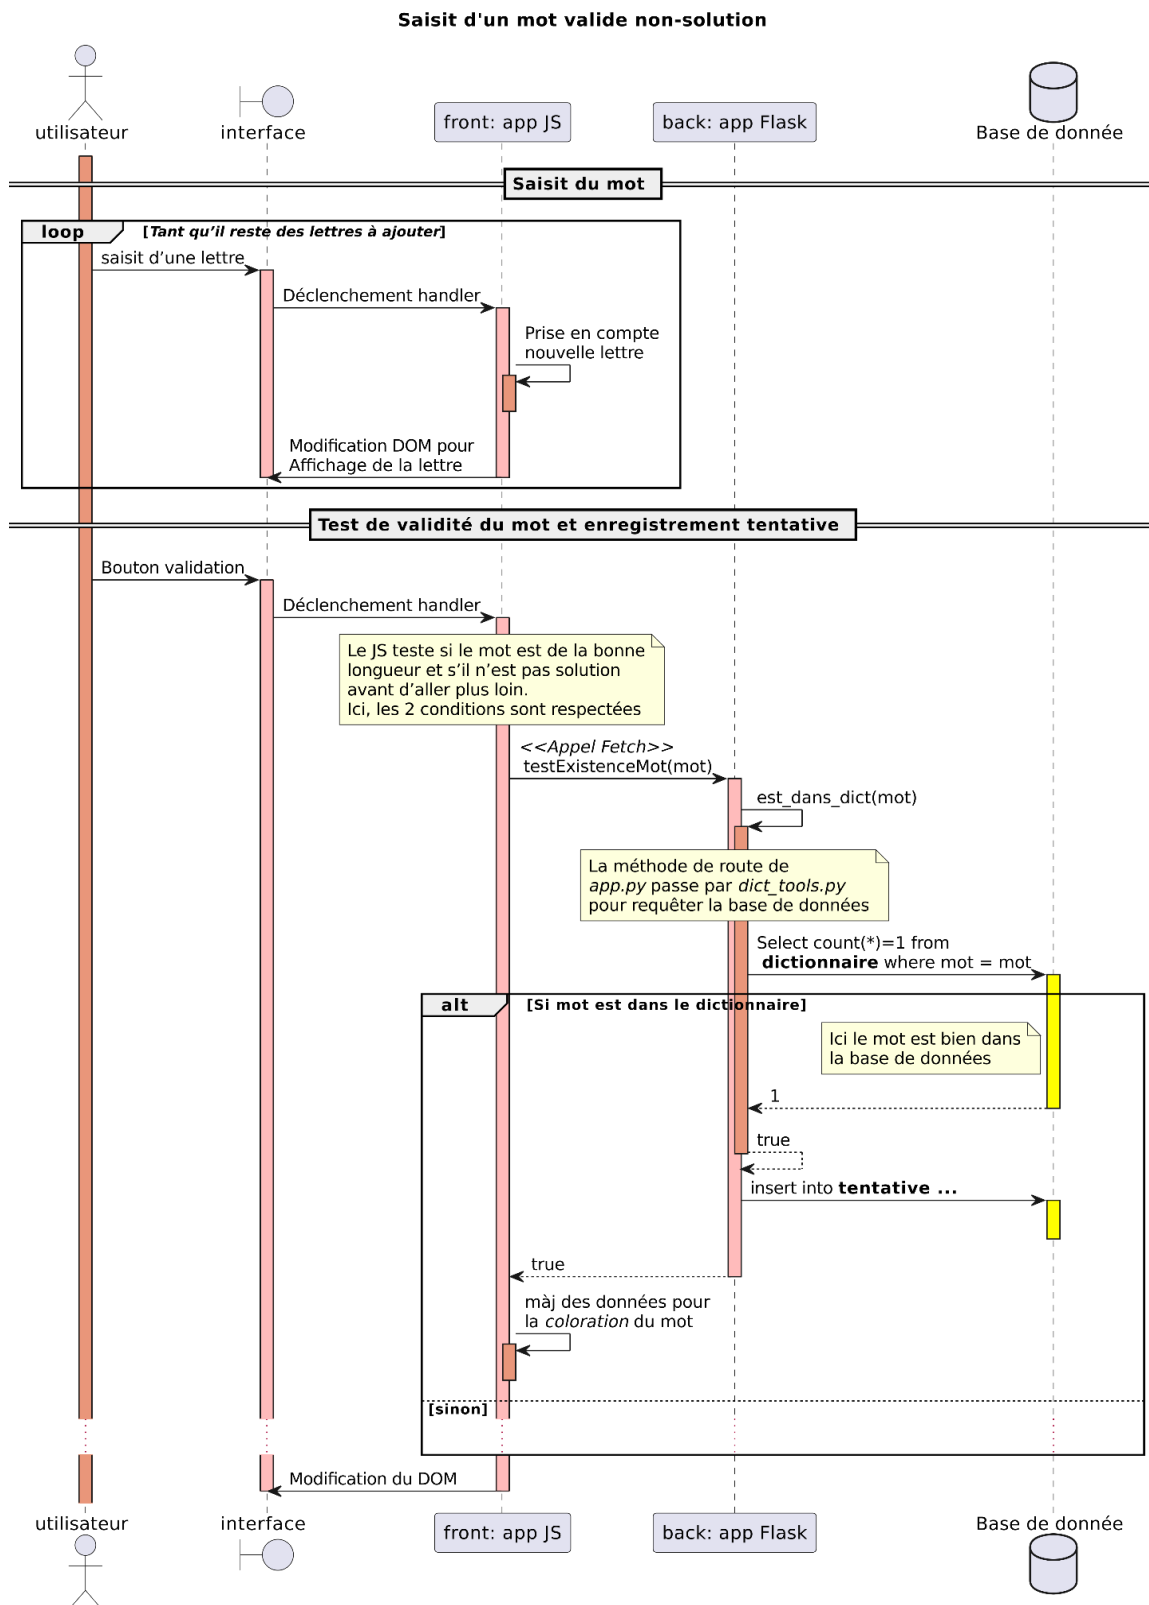 Saisit d'un mot valide non-solution
utilisateur
interface
front: app JS
back: app Flask
Base de donnée
Saisit du mot
loop
[Tant qu’il reste des lettres à ajouter]
saisit d’une lettre
Déclenchement handler
Prise en compte
nouvelle lettre
Modification DOM pour
Affichage de la lettre
Test de validité du mot et enregistrement tentative
Bouton validation
Déclenchement handler
Le JS teste si le mot est de la bonne
longueur et s’il n’est pas solution
avant d’aller plus loin.
Ici, les 2 conditions sont respectées
<<Appel Fetch>>
testExistenceMot(mot)
est_dans_dict(mot)
La méthode de route de
app.py passe par dict_tools.py
pour requêter la base de données
Select count(*)=1 from
dictionnaire where mot = mot
alt
[Si mot est dans le dictionnaire]
Ici le mot est bien dans
la base de données
1
true
insert into tentative ...
true
màj des données pour
la coloration du mot
[sinon]
Modification du DOM
utilisateur
interface
front: app JS
back: app Flask
Base de donnée